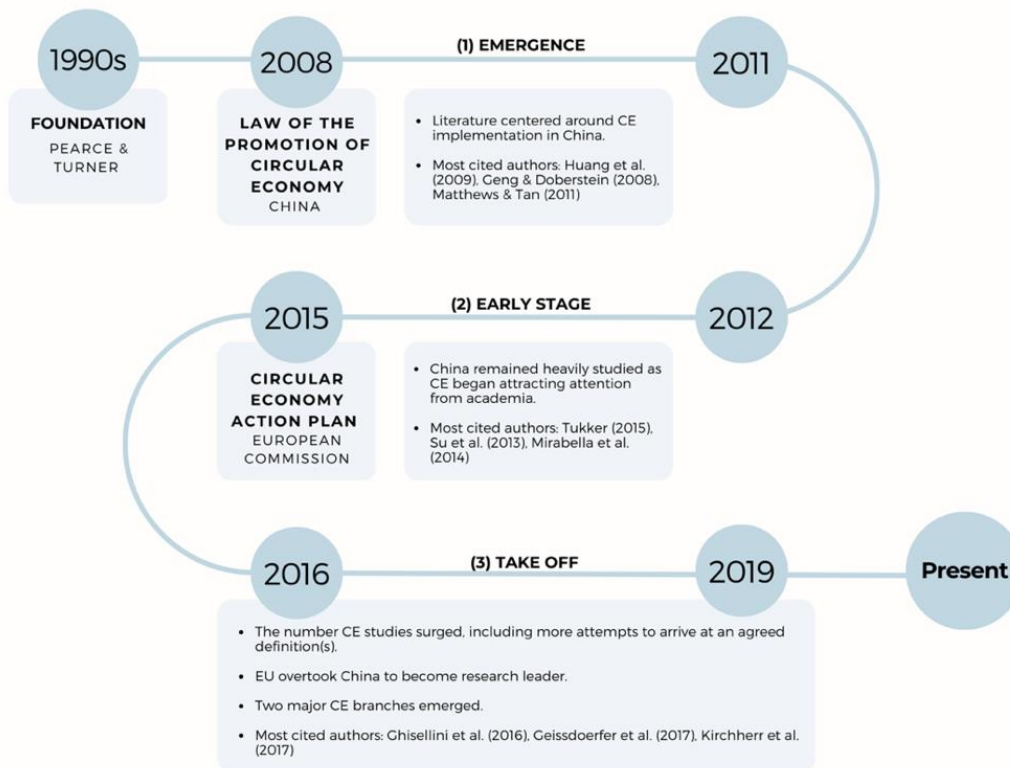 1990s
FOUNDATION
PEARCE &
TURNER
2008
LAW OF THE
PROMOTION OF
CIRCULAR
ECONOMY
CHINA
(1) EMERGENCE
• Literature centered around CE
implementation in China.
• Most cited authors: Huang et al.
(2009), Geng & Doberstein (2008),
Matthews & Tan (2011)
2011
2012
(2) EARLY STAGE
• China remained heavily studied as
CE began attracting attention
from academia.
• Most cited authors: Tukker (2015),
Su et al. (2013), Mirabella et al.
(2014)
2015
CIRCULAR
ECONOMY
ACTION PLAN
EUROPEAN
COMMISSION
2016
(3) TAKE OFF
2019
Present
• The number CE studies surged, including more attempts to arrive at an agreed
definition(s).
• EU overtook China to become research leader.
• Two major CE branches emerged.
• Most cited authors: Ghisellini et al. (2016), Geissdoerfer et al. (2017), Kirchherr et al.
(2017)